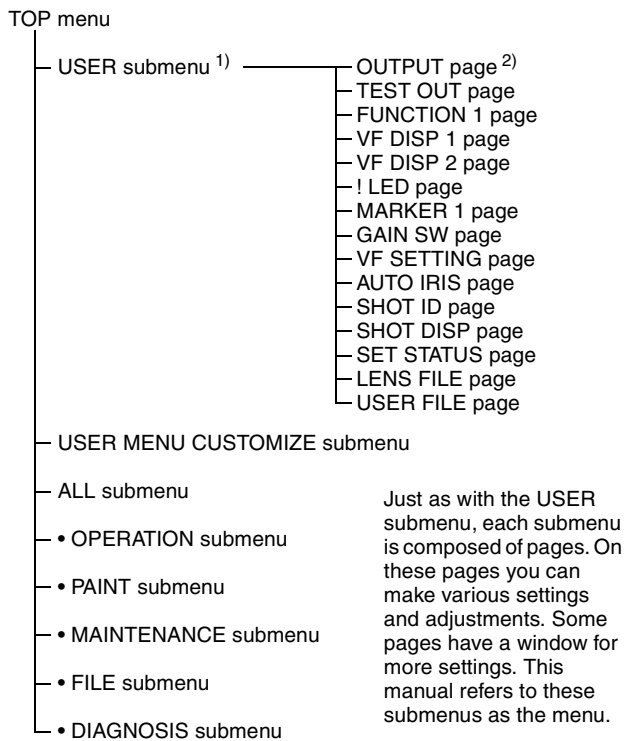 TOP menu
USER submenu 1)
OUTPUT page 2)
TEST OUT page
FUNCTION 1 page
VF DISP 1 page
VF DISP 2 page
! LED page
MARKER 1 page
GAIN SW page
VF SETTING page
AUTO IRIS page
SHOT ID page
SHOT DISP page
SET STATUS page
LENS FILE page
USER FILE page
USER MENU CUSTOMIZE submenu
ALL submenu
• OPERATION submenu
• PAINT submenu
• MAINTENANCE submenu
• FILE submenu
• DIAGNOSIS submenu
Just as with the USER
submenu, each submenu
is composed of pages. On
these pages you can
make various settings
and adjustments. Some
pages have a window for
more settings. This
manual refers to these
submenus as the menu.